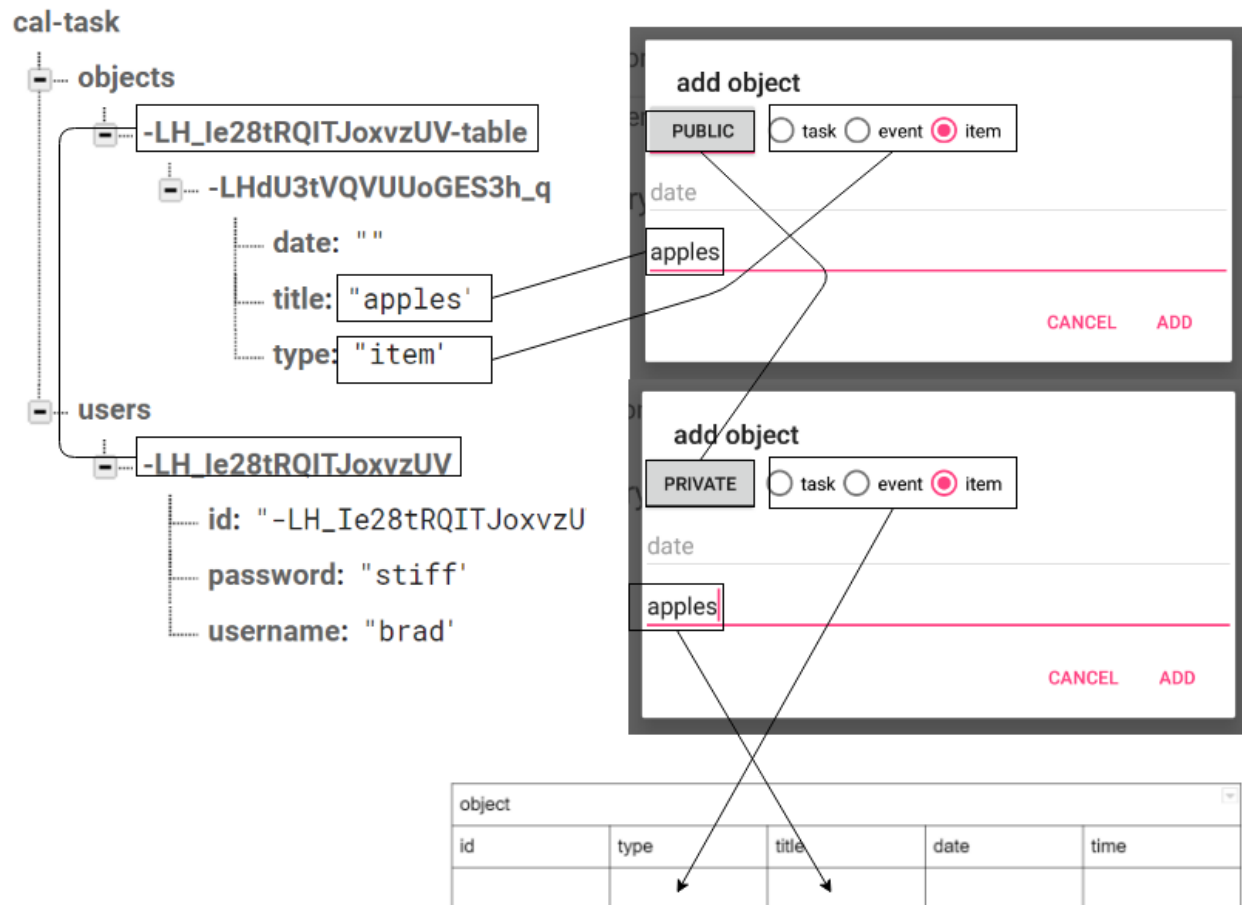 cal-task
objects
-LH_Ie28tRQITJoxvzUV-table
-LHdU3tVQVUUoGES3h_q
date: ""
title: "apples'
type: "item'
users
-LH_Ie28tRQITJoxvzUV
id: "-LH_Ie28tRQITJoxvzU
password: "stiff'
username: "brad'
add object
PUBLIC task event item
date
apples
CANCEL ADD
add object
PRIVATE task event item
date
apples
CANCEL ADD
object
id type title date time